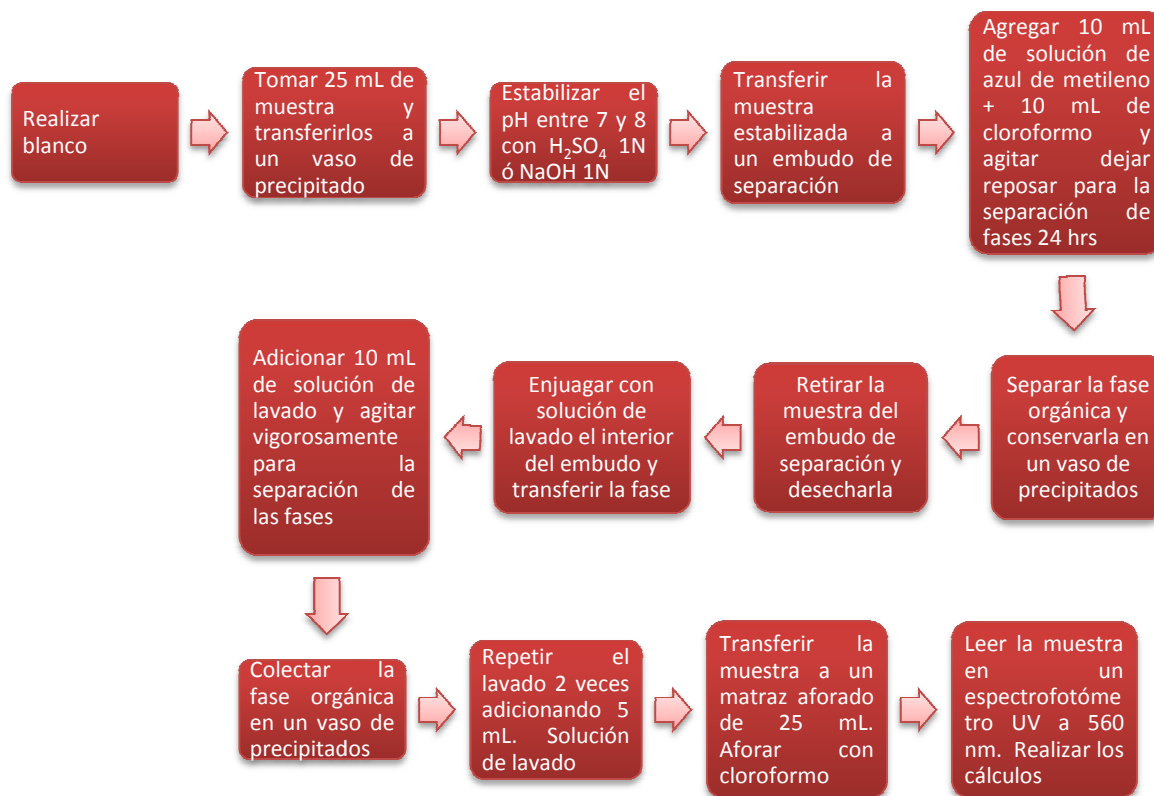 Realizar
blanco
Tomar 25 mL de
muestra y
transferirlos a
un vaso de
precipitado
Estabilizar el
pH entre 7 y 8
con H₂SO₄ 1N
ó NaOH 1N
Transferir la
muestra
estabilizada a
un embudo de
separación
Agregar 10 mL
de solución de
azul de metileno
+ 10 mL de
cloroformo y
agitar dejar
reposar para la
separación de
fases 24 hrs
Separar la fase
orgánica y
conservarla en
un vaso de
precipitados
Retirar la
muestra del
embudo de
separación y
desecharla
Enjuagar con
solución de
lavado el interior
del embudo y
transferir la fase
Adicionar 10 mL
de solución de
lavado y agitar
vigorosamente
para la
separación de
las fases
Colectar la
fase orgánica
en un vaso de
precipitados
Repetir el
lavado 2 veces
adicionando 5
mL. Solución
de lavado
Transferir la
muestra a un
matraz aforado
de 25 mL.
Aforar con
cloroformo
Leer la muestra
en un
espectrofotóme
tro UV a 560
nm. Realizar los
cálculos